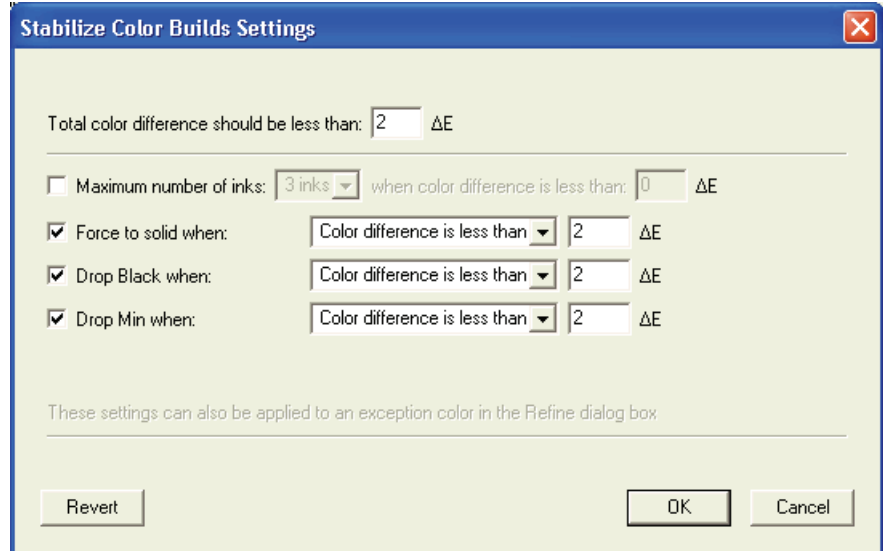 Stabilize Color Builds Settings
Total color difference should be less than: 2 ΔE
Maximum number of inks: 3 inks when color difference is less than: 0 ΔE
Force to solid when: Color difference is less than 2 ΔE
Drop Black when: Color difference is less than 2 ΔE
Drop Min when: Color difference is less than 2 ΔE
These settings can also be applied to an exception color in the Refine dialog box
Revert OK Cancel